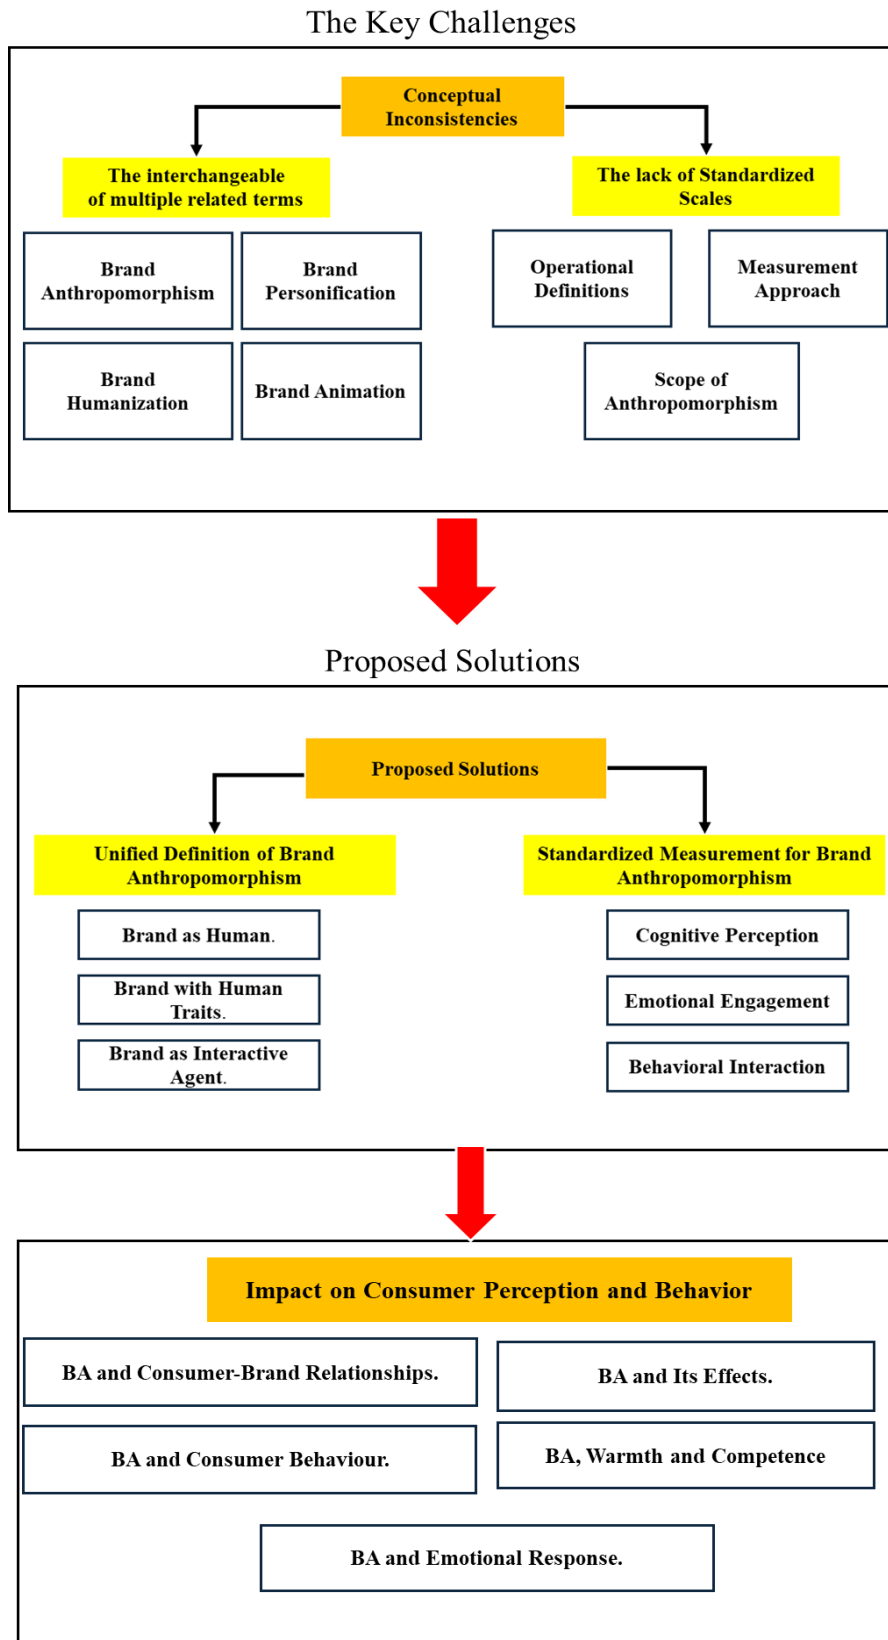 The Key Challenges
Conceptual
Inconsistencies
The interchangeable
of multiple related terms
The lack of Standardized
Scales
Brand
Anthropomorphism
Brand
Personification
Operational
Definitions
Measurement
Approach
Brand
Humanization
Brand Animation
Scope of
Anthropomorphism
Proposed Solutions
Proposed Solutions
Unified Definition of Brand
Anthropomorphism
Standardized Measurement for Brand
Anthropomorphism
Brand as Human.
Brand with Human
Traits.
Brand as Interactive
Agent.
Cognitive Perception
Emotional Engagement
Behavioral Interaction
Impact on Consumer Perception and Behavior
BA and Consumer-Brand Relationships.
BA and Its Effects.
BA and Consumer Behaviour.
BA, Warmth and Competence
BA and Emotional Response.